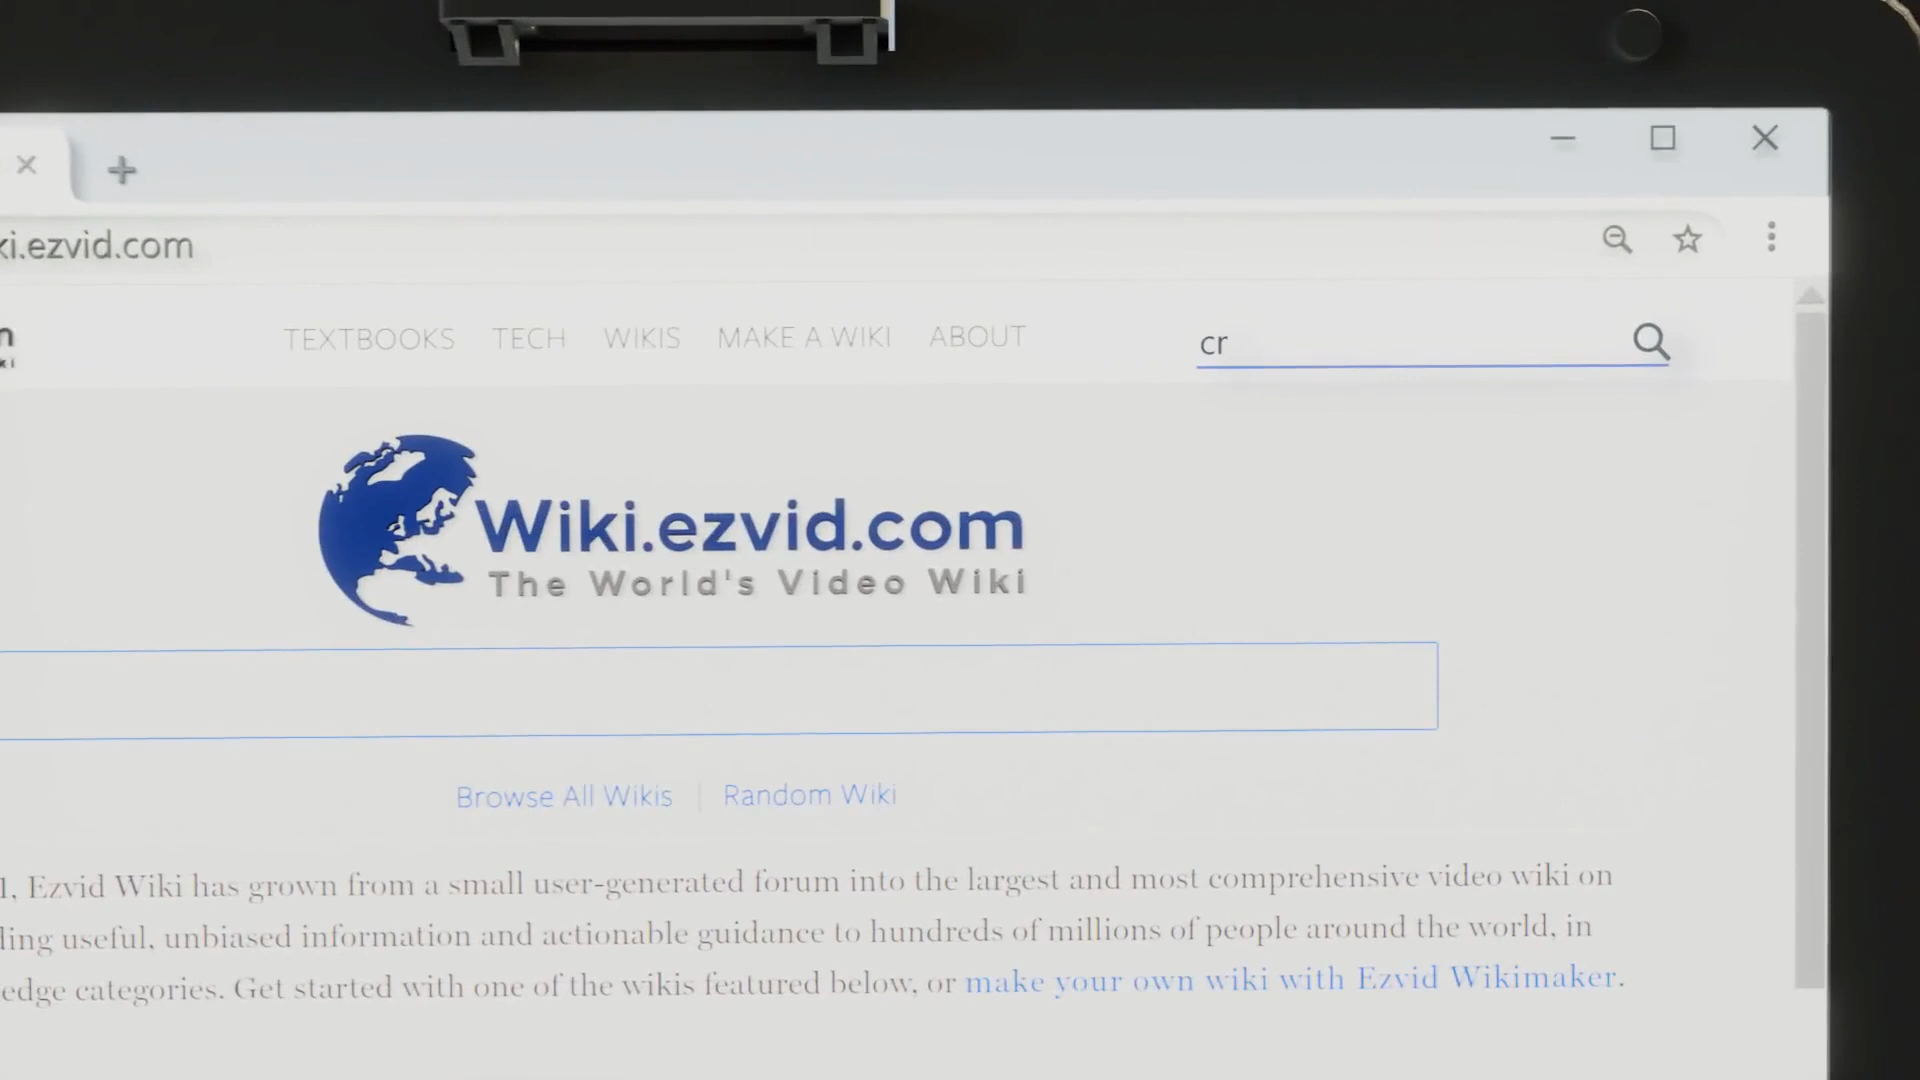 ki.ezvid.com
TEXTBOOKS TECH WIKIS MAKE A WIKI ABOUT
cr
Wiki.ezvid.com
The World's Video Wiki
Browse All Wikis | Random Wiki
1, Ezvid Wiki has grown from a small user-generated forum into the largest and most comprehensive video wiki on
ling useful, unbiased information and actionable guidance to hundreds of millions of people around the world, in
edge categories. Get started with one of the wikis featured below, or make your own wiki with Ezvid Wikimaker.